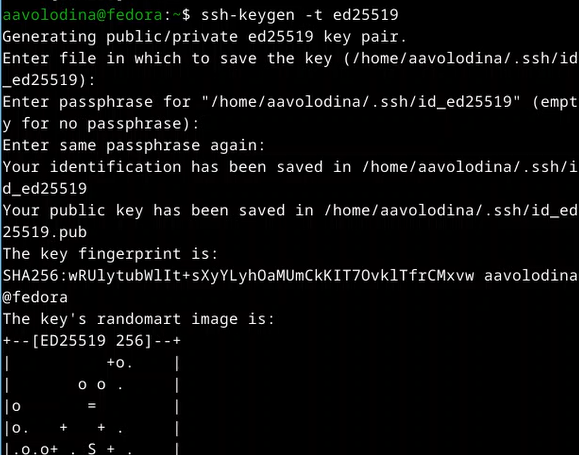 aavolodina@fedora:~$ ssh-keygen -t ed25519
Generating public/private ed25519 key pair.
Enter file in which to save the key (/home/aavolodina/.ssh/id
_ed25519):
Enter passphrase for "/home/aavolodina/.ssh/id_ed25519" (empt
y for no passphrase):
Enter same passphrase again:
Your identification has been saved in /home/aavolodina/.ssh/i
d_ed25519
Your public key has been saved in /home/aavolodina/.ssh/id_ed
25519.pub
The key fingerprint is:
SHA256:wRUlytubWlIt+sXyYLyhOaMUmCkKIT7OvklTfrCMxvw aavolodina
@fedora
The key's randomart image is:
+--[ED25519 256]--+
|          +o.    |
|       o o .     |
|o       =        |
|o.   +   + .     |
|.o.o+ . S + .    |